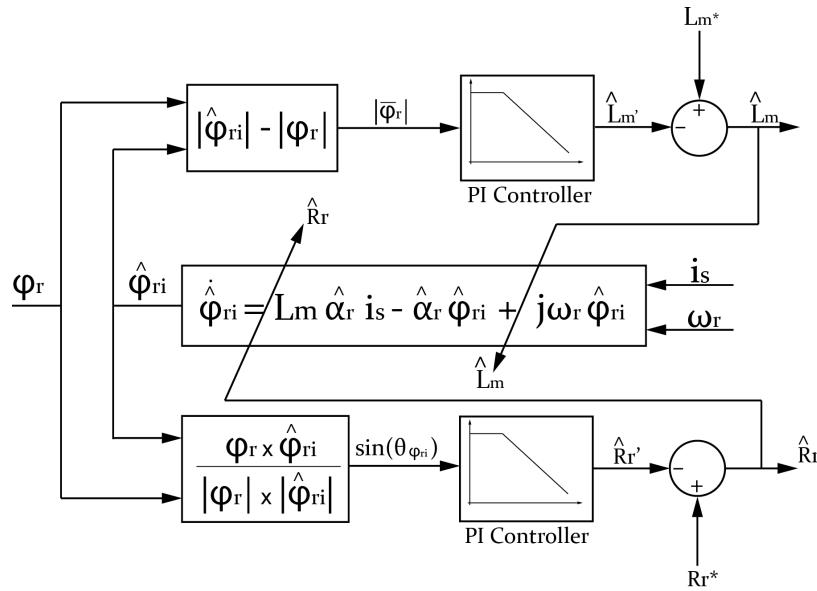 Lm*
|φ̂ri| - |φr|
|φ̅r|
L̂m'
L̂m
PI Controller
R̂r
φr
φ̂ri
φ̂̇ri = Lm α̂r is - α̂r φ̂ri + jωr φ̂ri
is
ωr
L̂m
φr x φ̂ri
|φr| x |φ̂ri|
sin(θφri)
R̂r'
PI Controller
Rr*